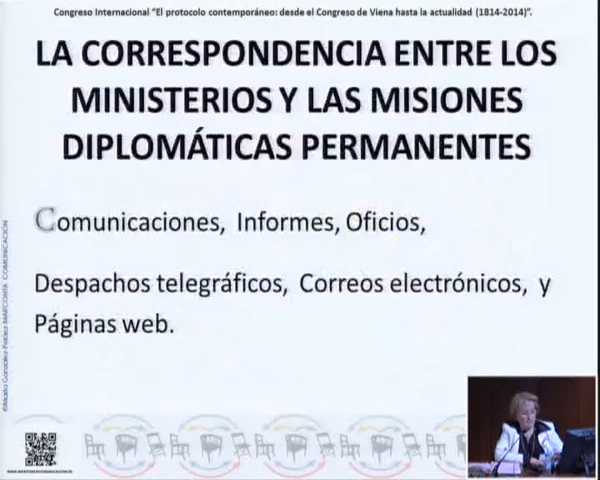 Congreso Internacional "El protocolo contemporáneo: desde el Congreso de Viena hasta la actualidad (1814-2014)".
LA CORRESPONDENCIA ENTRE LOS
MINISTERIOS Y LAS MISIONES
DIPLOMÁTICAS PERMANENTES
Comunicaciones, Informes, Oficios,
Despachos telegráficos, Correos electrónicos, y
Páginas web.